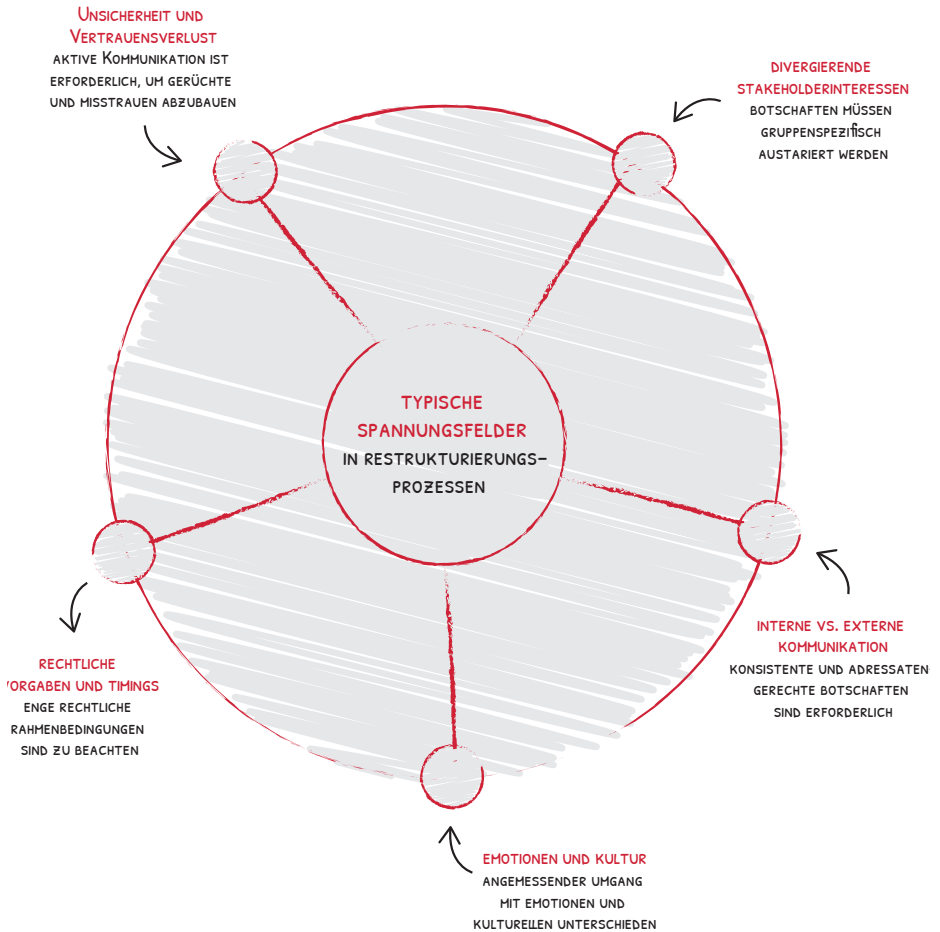 Unsicherheit und
Vertrauensverlust
aktive Kommunikation ist
erforderlich, um gerüchte
und misstrauen abzubauen
divergierende
stakeholderinteressen
botschaften müssen
gruppenspezifisch
austariert werden
typische
spannungsfelder
in restrukturierungs-
prozessen
interne vs. externe
kommunikation
konsistente und adressaten
gerechte botschaften
sind erforderlich
rechtliche
vorgaben und timings
enge rechtliche
rahmenbedingungen
sind zu beachten
emotionen und kultur
angemessender umgang
mit emotionen und
kulturellen unterschieden